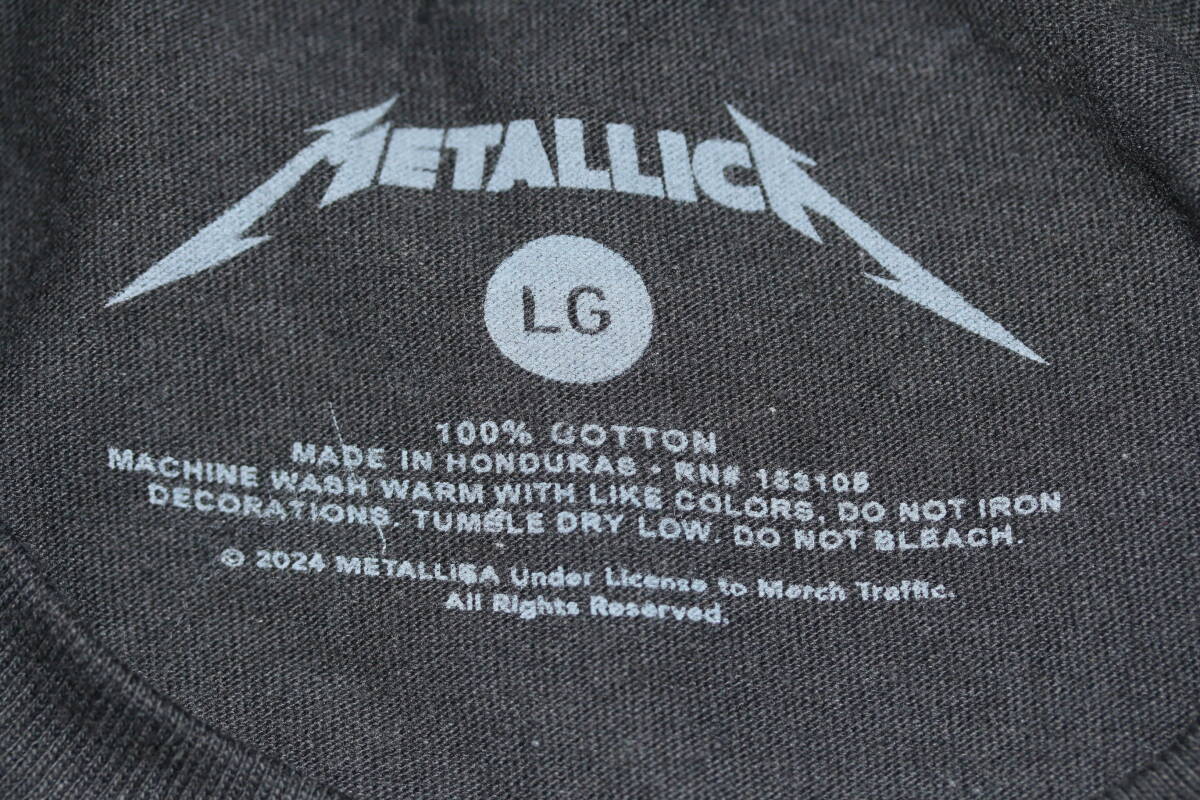 METALLICA
LG
100% COTTON
MADE IN HONDURAS • RN# 153105
MACHINE WASH WARM WITH LIKE COLORS, DO NOT IRON
DECORATIONS. TUMBLE DRY LOW. DO NOT BLEACH.
© 2024 METALLICA Under License to Merch Traffic.
All Rights Reserved.